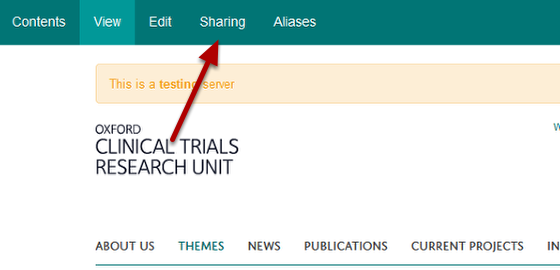 Contents View Edit Sharing Aliases
This is a testing server
OXFORD
CLINICAL TRIALS
RESEARCH UNIT
W
ABOUT US THEMES NEWS PUBLICATIONS CURRENT PROJECTS IN